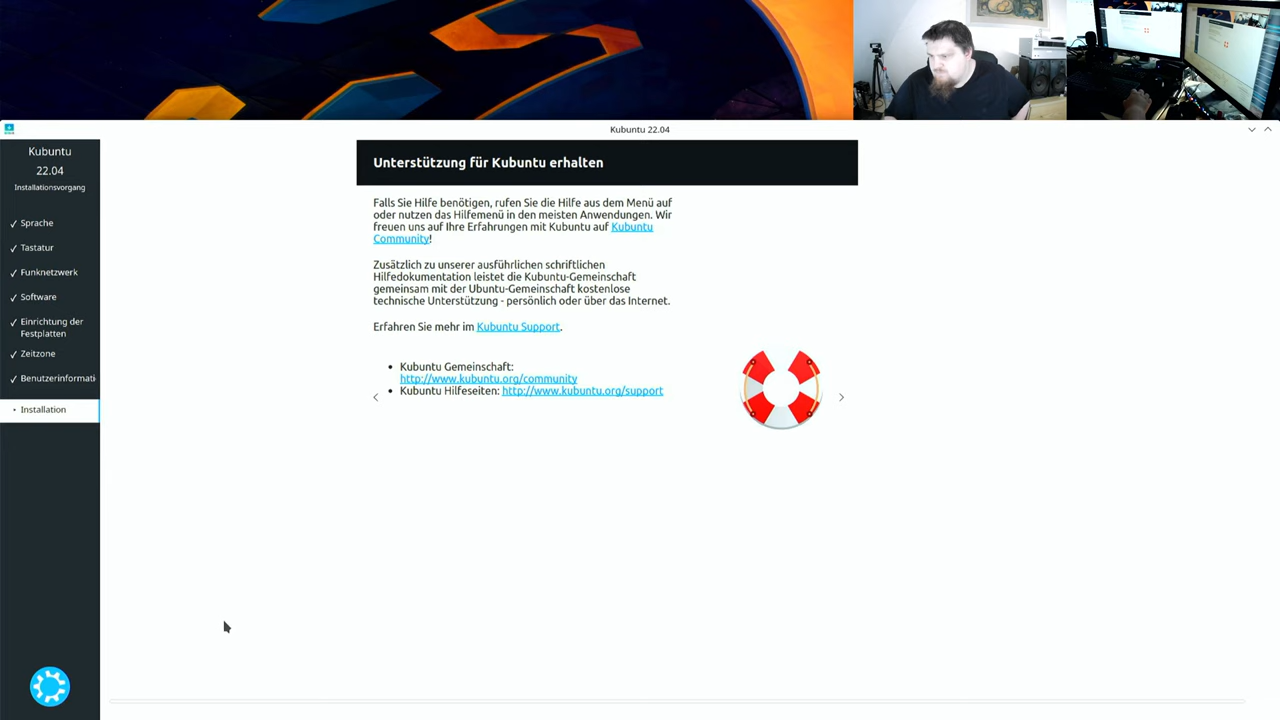 Kubuntu 22.04
Kubuntu
22.04
Installationsvorgang
✓ Sprache
✓ Tastatur
✓ Funknetzwerk
✓ Software
✓ Einrichtung der
Festplatten
✓ Zeitzone
✓ Benutzerinformati
• Installation
Unterstützung für Kubuntu erhalten
Falls Sie Hilfe benötigen, rufen Sie die Hilfe aus dem Menü auf
oder nutzen das Hilfemenü in den meisten Anwendungen. Wir
freuen uns auf Ihre Erfahrungen mit Kubuntu auf Kubuntu
Community!
Zusätzlich zu unserer ausführlichen schriftlichen
Hilfedokumentation leistet die Kubuntu-Gemeinschaft
gemeinsam mit der Ubuntu-Gemeinschaft kostenlose
technische Unterstützung - persönlich oder über das Internet.
Erfahren Sie mehr im Kubuntu Support.
• Kubuntu Gemeinschaft:
http://www.kubuntu.org/community
• Kubuntu Hilfeseiten: http://www.kubuntu.org/support